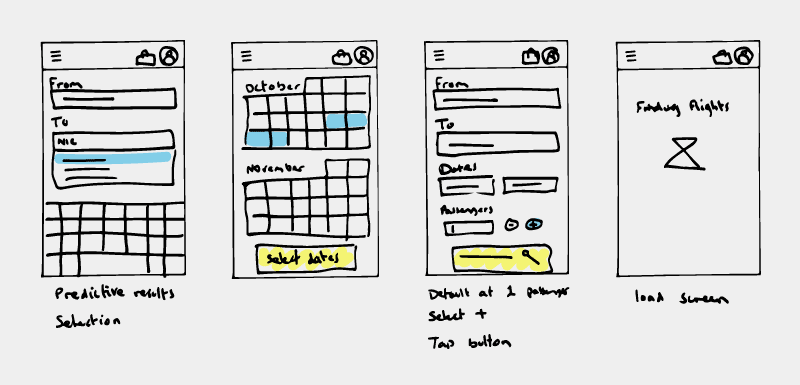 From
To
NIC
Predictive results
Selection
October
November
Select dates
From
To
Dates
Passengers
1
Default at 1 passenger
Select +
Tap button
Finding flights
load screen